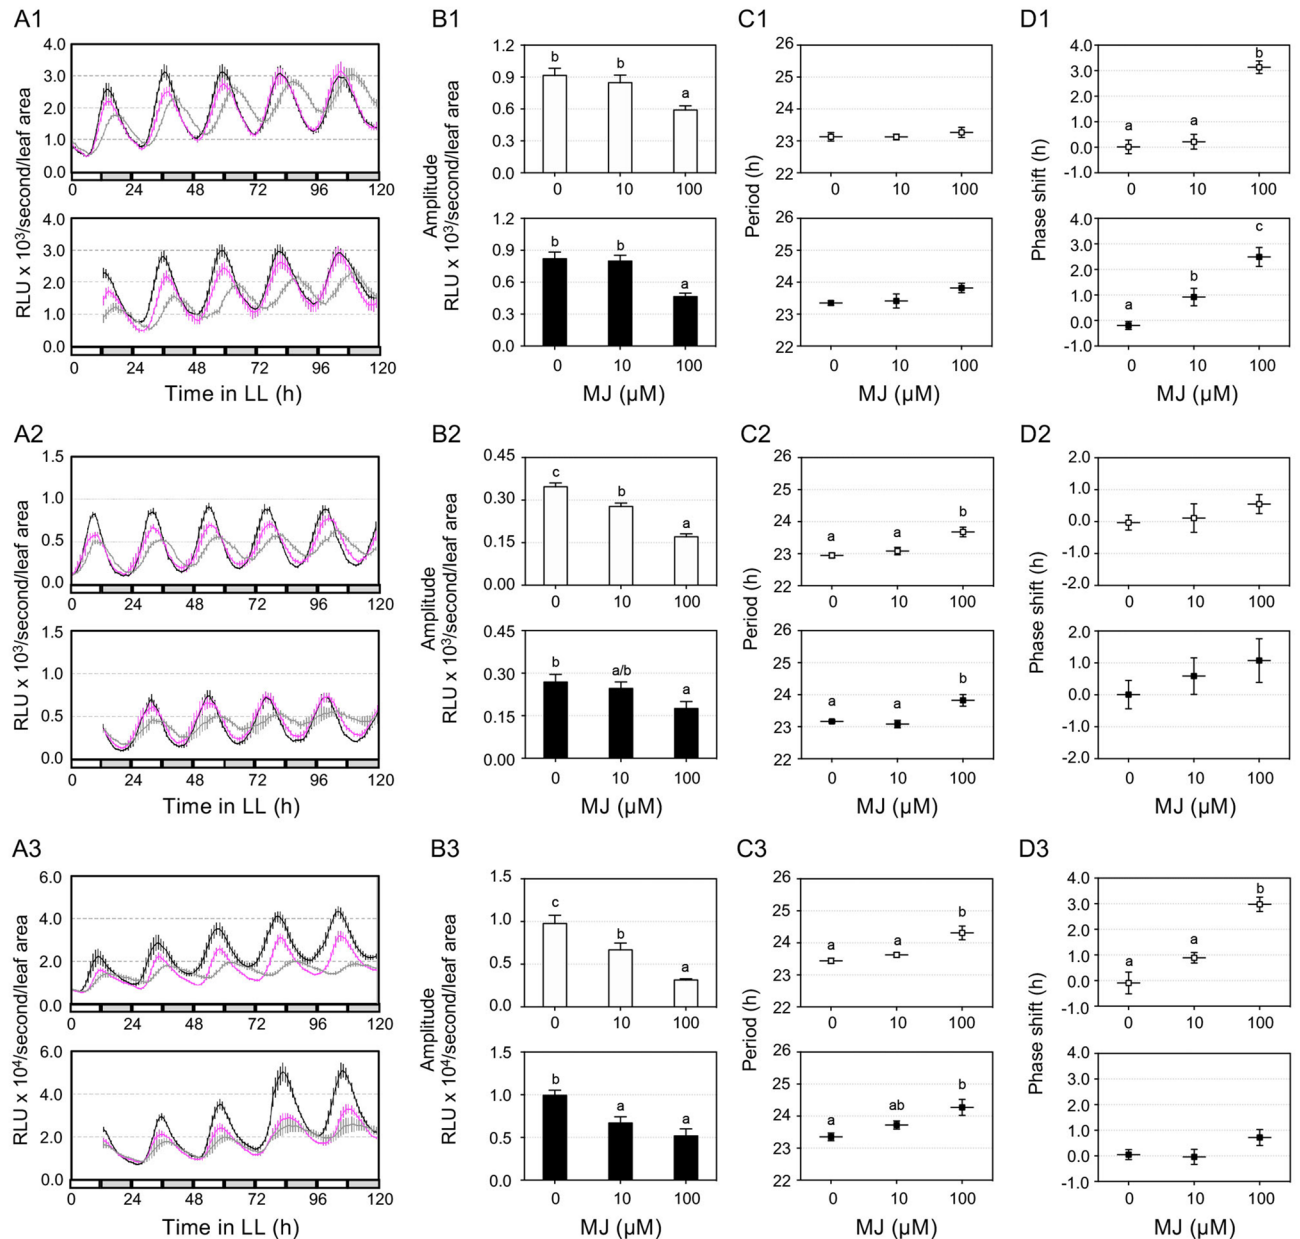 A1
4.0
3.0
2.0
1.0
0.0
0 24 48 72 96 120
4.0
3.0
2.0
1.0
0.0
0 24 48 72 96 120
RLU x 10³/second/leaf area
Time in LL (h)
B1
1.2
0.9
0.6
0.3
0.0
b b a
0 10 100
1.2
0.9
0.6
0.3
0.0
b b a
0 10 100
Amplitude
RLU x 10³/second/leaf area
MJ (µM)
C1
26
25
24
23
22
0 10 100
26
25
24
23
22
0 10 100
Period (h)
MJ (µM)
D1
4.0
3.0
2.0
1.0
0.0
-1.0
a a b
0 10 100
4.0
3.0
2.0
1.0
0.0
-1.0
a b c
0 10 100
Phase shift (h)
MJ (µM)
A2
1.5
1.0
0.5
0.0
0 24 48 72 96 120
1.5
1.0
0.5
0.0
0 24 48 72 96 120
RLU x 10³/second/leaf area
Time in LL (h)
B2
0.45
0.30
0.15
0.00
c b a
0 10 100
0.45
0.30
0.15
0.00
b a/b a
0 10 100
Amplitude
RLU x 10³/second/leaf area
MJ (µM)
C2
26
25
24
23
22
a a b
0 10 100
26
25
24
23
22
a a b
0 10 100
Period (h)
MJ (µM)
D2
2.0
1.0
0.0
-1.0
-2.0
0 10 100
2.0
1.0
0.0
-1.0
-2.0
0 10 100
Phase shift (h)
MJ (µM)
A3
6.0
4.0
2.0
0.0
0 24 48 72 96 120
6.0
4.0
2.0
0.0
0 24 48 72 96 120
RLU x 10⁴/second/leaf area
Time in LL (h)
B3
1.5
1.0
0.5
0.0
c b a
0 10 100
1.5
1.0
0.5
0.0
b a a
0 10 100
Amplitude
RLU x 10⁴/second/leaf area
MJ (µM)
C3
26
25
24
23
22
a a b
0 10 100
26
25
24
23
22
a ab b
0 10 100
Period (h)
MJ (µM)
D3
4.0
3.0
2.0
1.0
0.0
-1.0
a a b
0 10 100
4.0
3.0
2.0
1.0
0.0
-1.0
0 10 100
Phase shift (h)
MJ (µM)